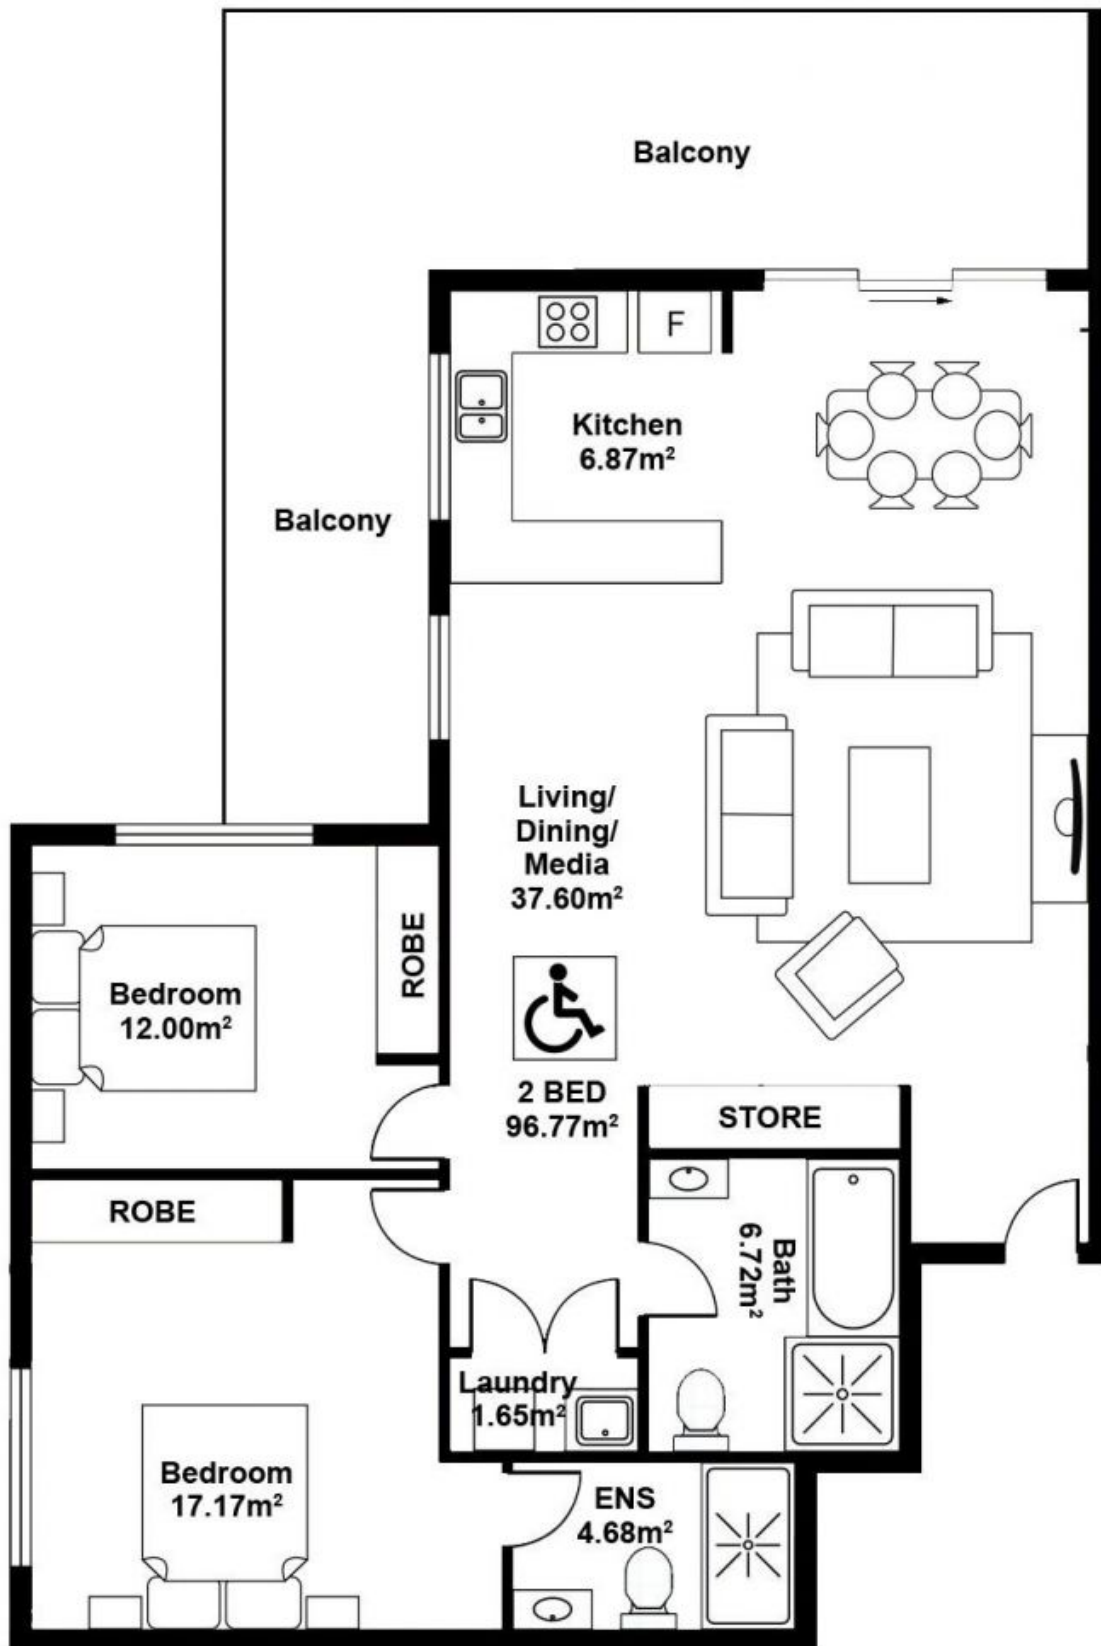 Balcony
F
Kitchen
6.87m²
Balcony
Living/
Dining/
Media
37.60m²
ROBE
Bedroom
12.00m²
2 BED
96.77m²
STORE
ROBE
Bath
6.72m²
Laundry
1.65m²
Bedroom
17.17m²
ENS
4.68m²